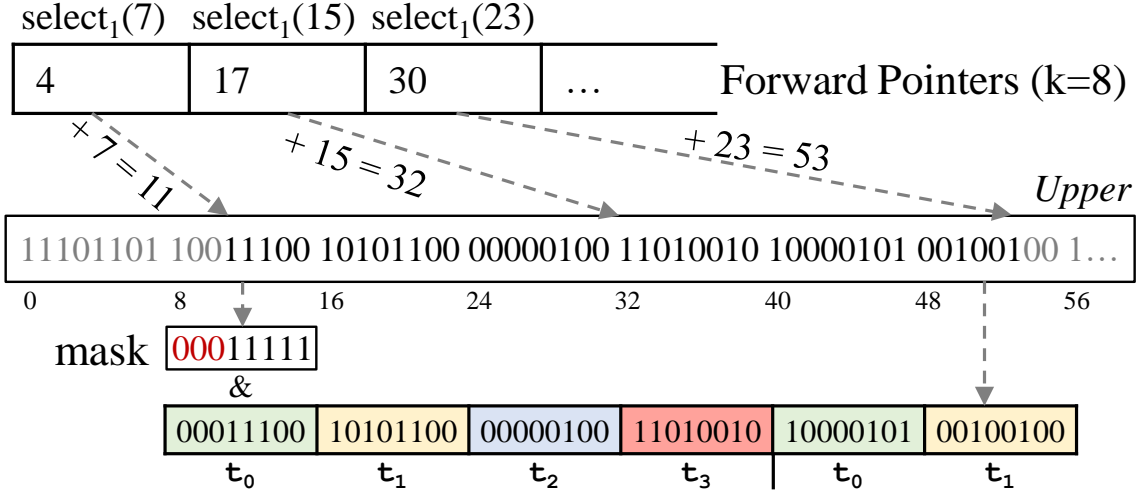 select₁(7) select₁(15) select₁(23)
4 17 30 … Forward Pointers (k=8)
+ 7 = 11 + 15 = 32 + 23 = 53
Upper
11101101 10011100 10101100 00000100 11010010 10000101 00100100 1…
0 8 16 24 32 40 48 56
mask 00011111
&
00011100 10101100 00000100 11010010 10000101 00100100
t₀ t₁ t₂ t₃ t₀ t₁